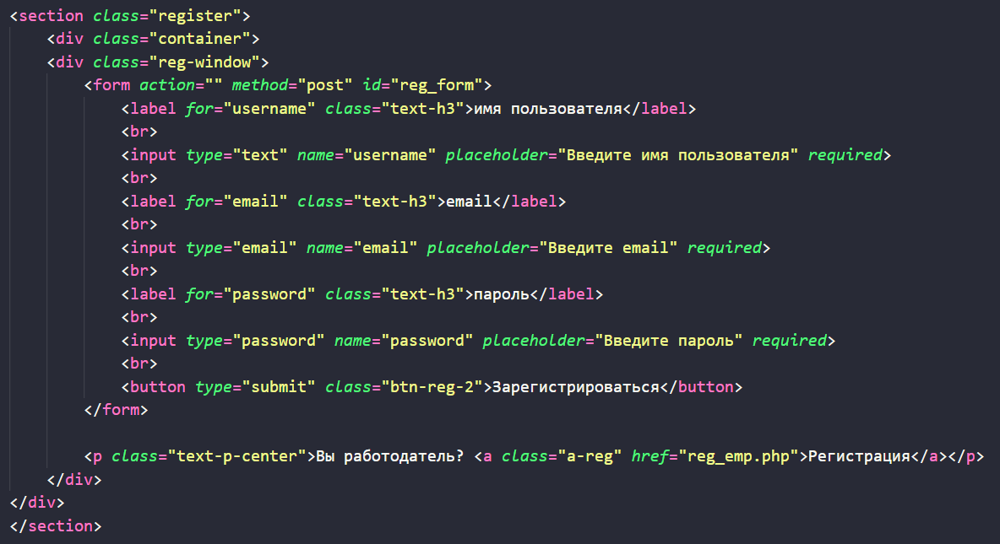 <section class="register">
    <div class="container">
    <div class="reg-window">
        <form action="" method="post" id="reg_form">
            <label for="username" class="text-h3">имя пользователя</label>
            <br>
            <input type="text" name="username" placeholder="Введите имя пользователя" required>
            <br>
            <label for="email" class="text-h3">email</label>
            <br>
            <input type="email" name="email" placeholder="Введите email" required>
            <br>
            <label for="password" class="text-h3">пароль</label>
            <br>
            <input type="password" name="password" placeholder="Введите пароль" required>
            <br>
            <button type="submit" class="btn-reg-2">Зарегистрироваться</button>
        </form>

        <p class="text-p-center">Вы работодатель? <a class="a-reg" href="reg_emp.php">Регистрация</a></p>
    </div>
</div>
</section>